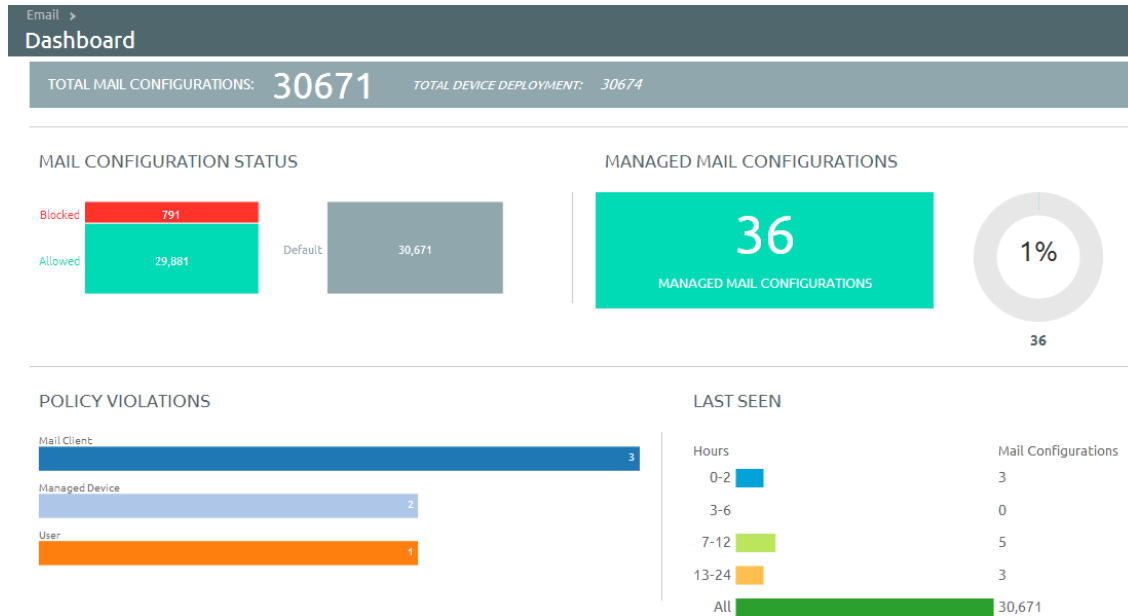 Email >
Dashboard
TOTAL MAIL CONFIGURATIONS: 30671 TOTAL DEVICE DEPLOYMENT: 30674
MAIL CONFIGURATION STATUS
Blocked 791
Allowed 29,881
Default 30,671
MANAGED MAIL CONFIGURATIONS
36
MANAGED MAIL CONFIGURATIONS
1%
36
POLICY VIOLATIONS
Mail Client
3
Managed Device
2
User
1
LAST SEEN
Hours Mail Configurations
0-2 3
3-6 0
7-12 5
13-24 3
All 30,671